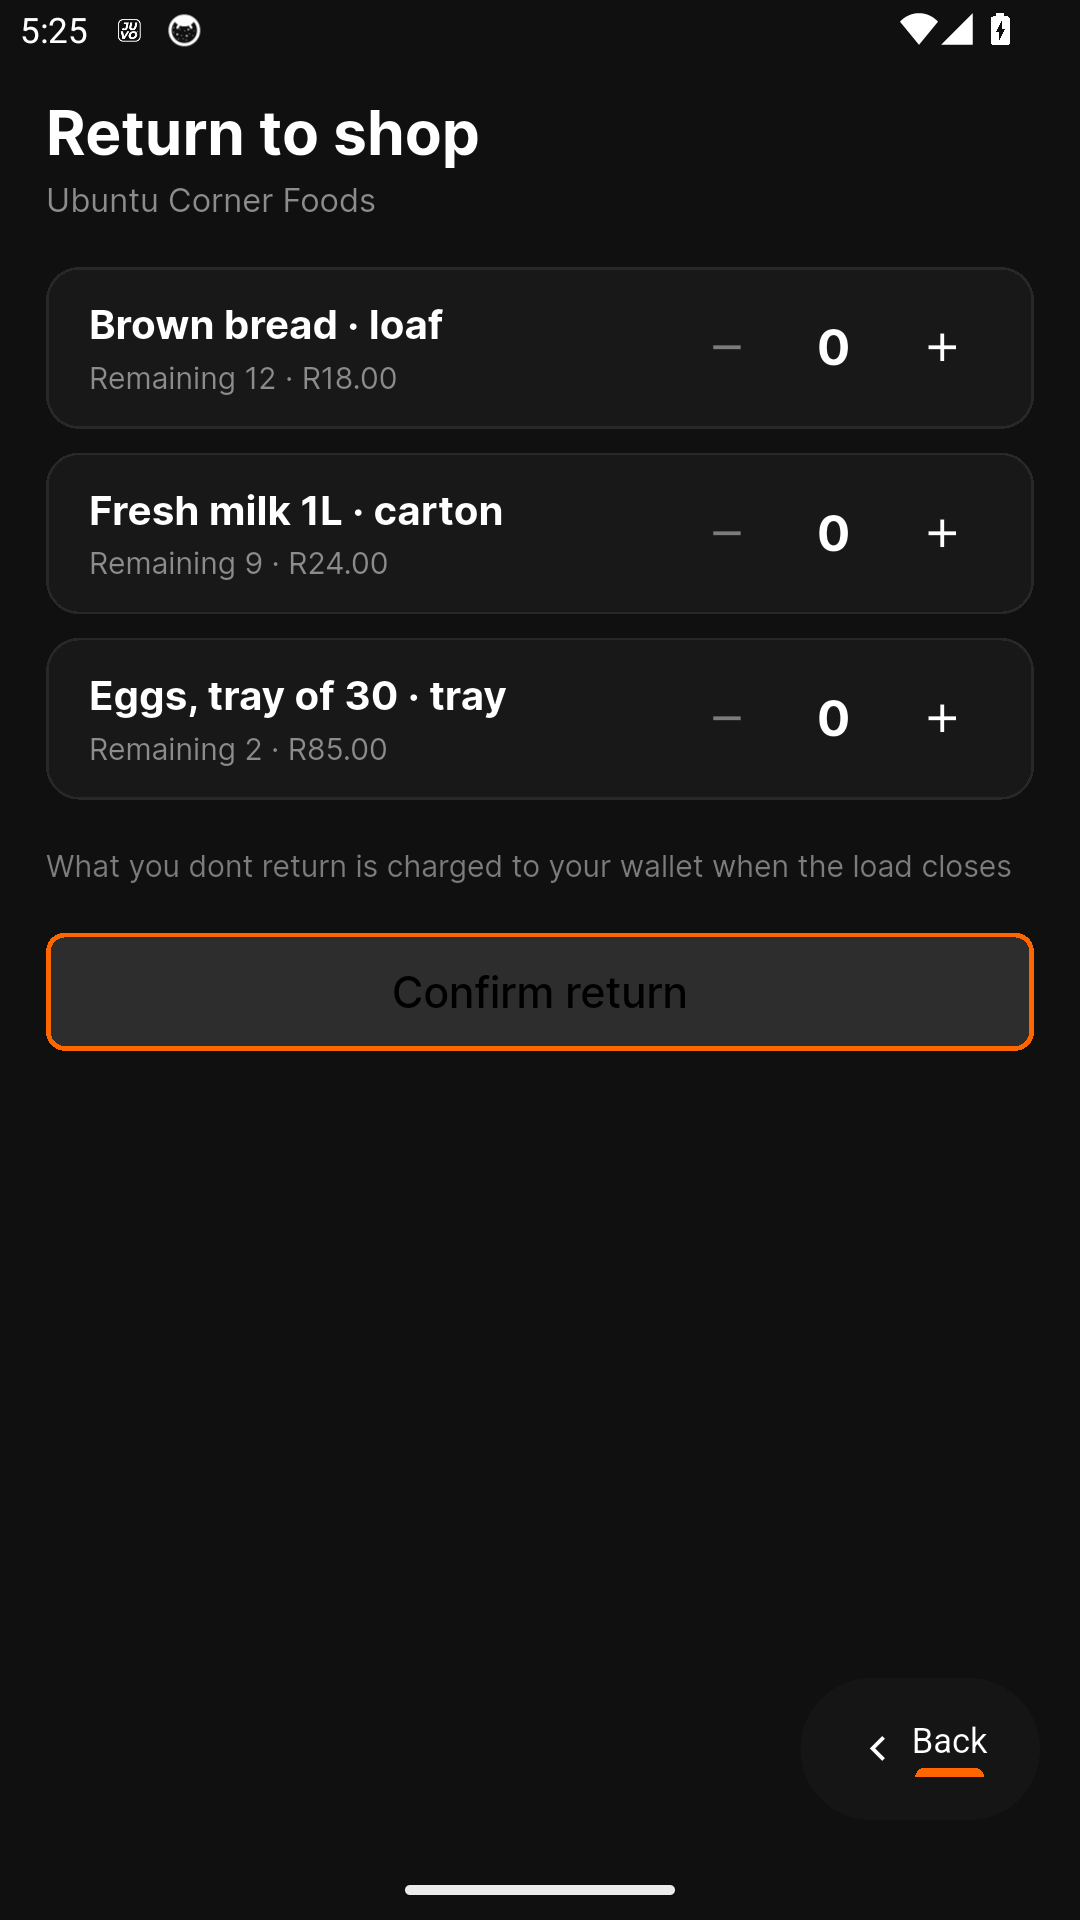 5:25
JUVO
Return to shop
Ubuntu Corner Foods
Brown bread · loaf
Remaining 12 · R18.00
− 0 +
Fresh milk 1L · carton
Remaining 9 · R24.00
− 0 +
Eggs, tray of 30 · tray
Remaining 2 · R85.00
− 0 +
What you dont return is charged to your wallet when the load closes
Confirm return
Back